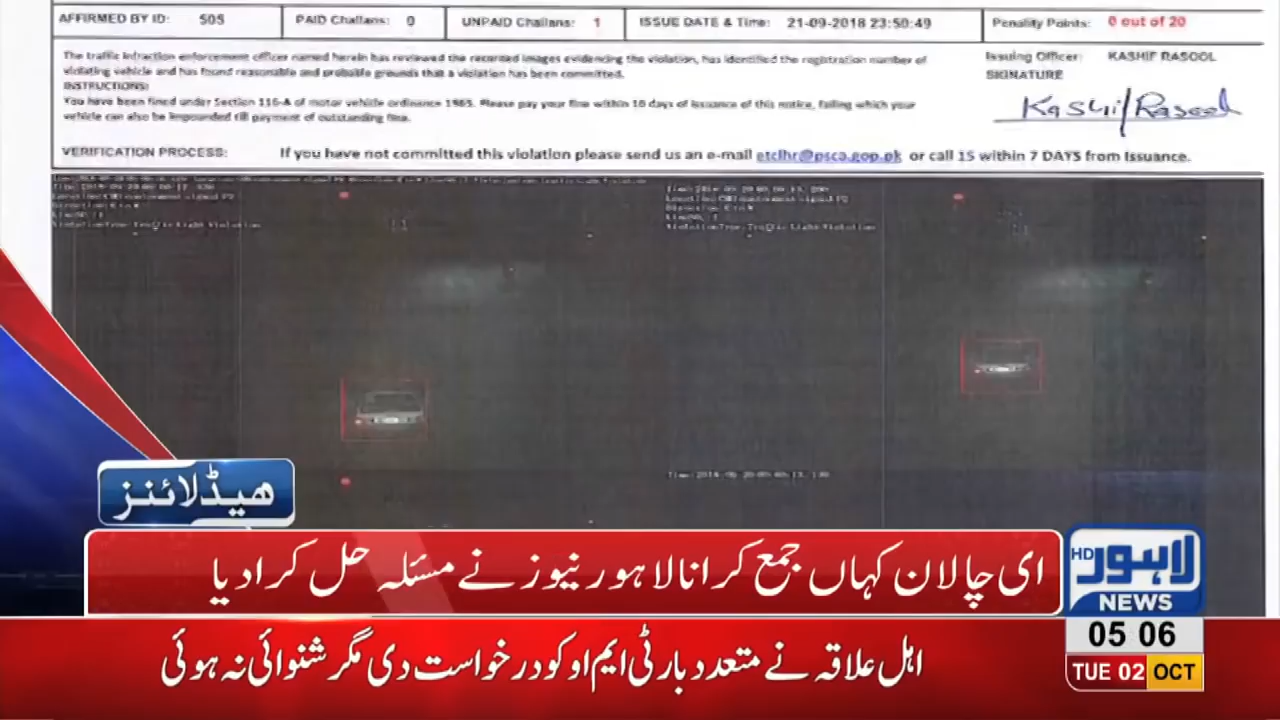 AFFIRMED BY ID: 505 PAID Challans: 0 UNPAID Challans: 1 ISSUE DATE & Time: 21-09-2018 23:50:49 Penality Points: 0 out of 20
The traffic infraction enforcement officer named herein has reviewed the recorded images evidencing the violation, has identified the registration number of
violating vehicle and has found reasonable and probable grounds that a violation has been committed.
Issuing Officer: KASHIF RASOOL
SIGNATURE
INSTRUCTIONS:
You have been fined under Section 116-A of motor vehicle ordinance 1965. Please pay your fine within 10 days of issuance of this notice, failing which your
vehicle can also be impounded till payment of outstanding fine.
Kashif Rasool
VERIFICATION PROCESS: If you have not committed this violation please send us an e-mail etclhr@psca.gop.pk or call 15 within 7 DAYS from Issuance.
ہیڈلائنز
ای چالان کہاں جمع کرانا لاہور نیوز نے مسئلہ حل کرا دیا
لاہور HD
NEWS
05 06
TUE 02 OCT
اہل علاقہ نے متعدد بار ٹی ایم او کو درخواست دی مگر شنوائی نہ ہوئی